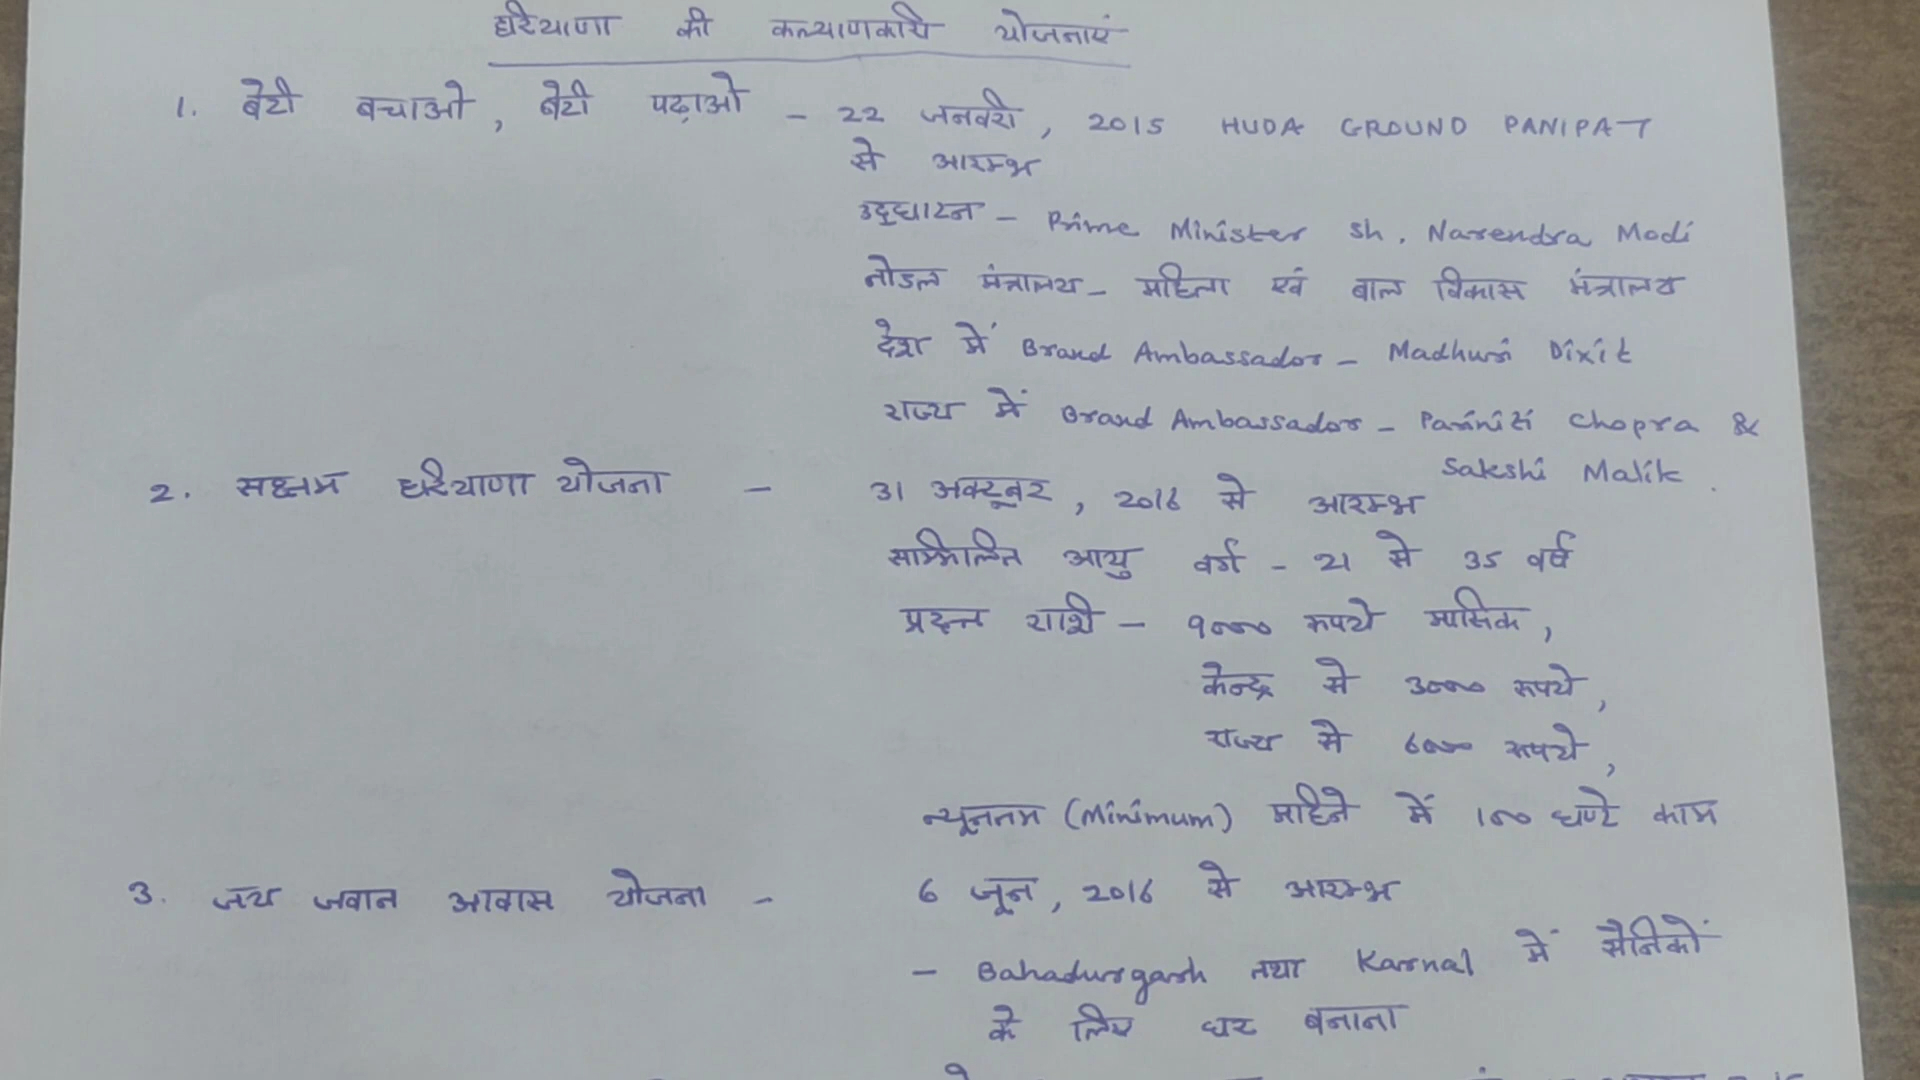 हरियाणा की कल्याणकारी योजनाएं
1. बेटी बचाओ, बेटी पढ़ाओ - 22 जनवरी, 2015 HUDA GROUND PANIPAT
से आरम्भ
उद्घाटन - Prime Minister Sh. Narendra Modi
नोडल मंत्रालय - महिला एवं बाल विकास मंत्रालय
देश में Brand Ambassador - Madhuri Dixit
राज्य में Brand Ambassador - Pariniti Chopra &
Sakshi Malik.
2. सक्षम हरियाणा योजना - 31 अक्टूबर, 2016 से आरम्भ
सम्मिलित आयु वर्ग - 21 से 35 वर्ष
प्रदत्त राशी - 9000 रुपये मासिक,
केन्द्र से 3000 रुपये,
राज्य से 6000 रुपये,
न्यूनतम (Minimum) महिने में 100 घण्टे काम
3. जय जवान आवास योजना - 6 जून, 2016 से आरम्भ
- Bahadurgarh तथा Karnal में सैनिकों
के लिए घर बनाना